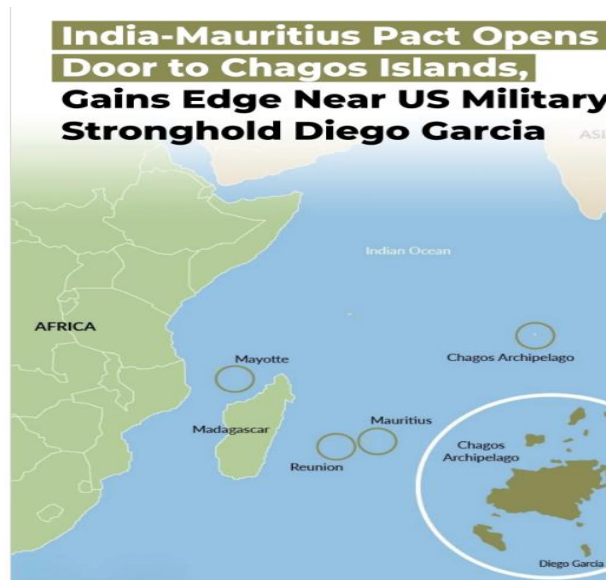 India-Mauritius Pact Opens
Door to Chagos Islands,
Gains Edge Near US Military
Stronghold Diego Garcia
Indian Ocean
AFRICA
Mayotte
Chagos Archipelago
Madagascar
Mauritius
Reunion
Chagos
Archipelago
Diego Garcia